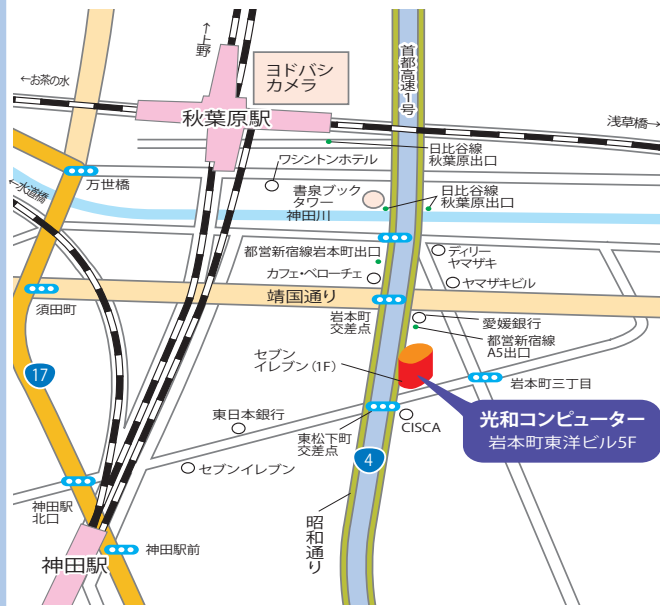 ←上野
ヨドバシ
カメラ
首都高速1号
←お茶の水
秋葉原駅
浅草橋→
日比谷線
秋葉原出口
ワシントンホテル
万世橋
←水道橋
書泉ブック
タワー
日比谷線
秋葉原出口
神田川
都営新宿線岩本町出口
ディリー
ヤマザキ
カフェ・ベローチェ
ヤマザキビル
靖国通り
須田町
岩本町
交差点
愛媛銀行
都営新宿線
A5出口
セブン
イレブン(1F)
17
岩本町三丁目
東日本銀行
CISCA
光和コンピューター
岩本町東洋ビル5F
東松下町
交差点
セブンイレブン
4
神田駅
北口
昭和通り
神田駅前
神田駅